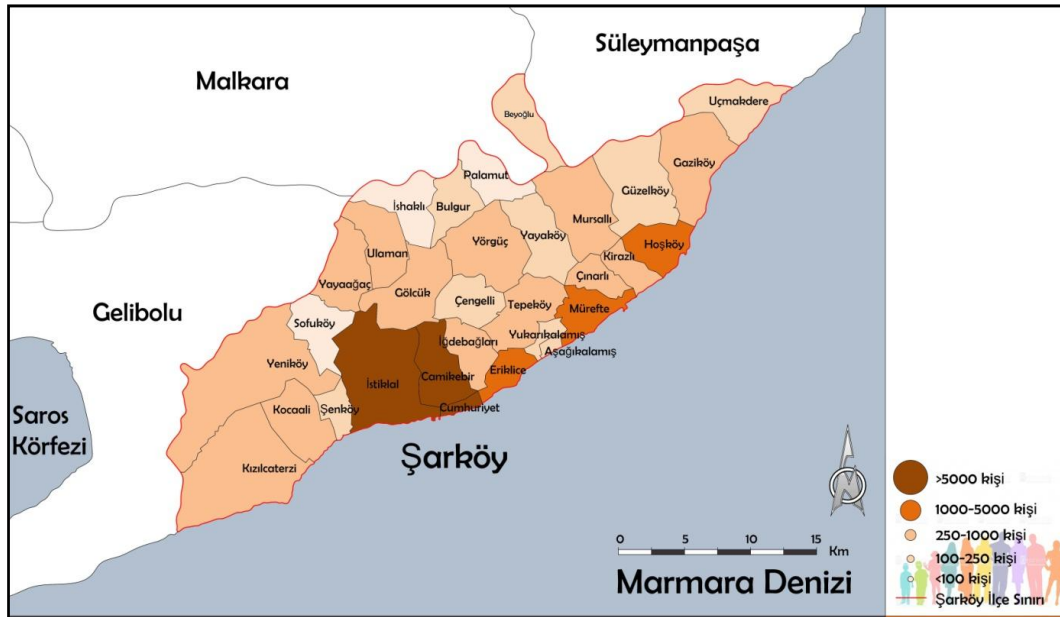 Süleymanpaşa
Malkara
Uçmakdere
Beyoğlu
Gaziköy
Palamut
Güzelköy
İshaklı
Bulgur
Mursallı
Yayaköy
Yörgüç
Hoşköy
Ulaman
Kirazlı
Çınarlı
Yayaağaç
Gölcük
Çengelli
Tepeköy
Mürefte
Gelibolu
Sofuköy
Yukarıkalamış
İğdebağları
Aşağıkalamış
Yeniköy
Eriklice
Camikebir
İstiklal
Kocaali
Şenköy
Cumhuriyet
Saros
Körfezi
Kızılcaterzi
Şarköy
>5000 kişi
1000-5000 kişi
250-1000 kişi
100-250 kişi
<100 kişi
Şarköy İlçe Sınırı
0 5 10 15
Km
Marmara Denizi